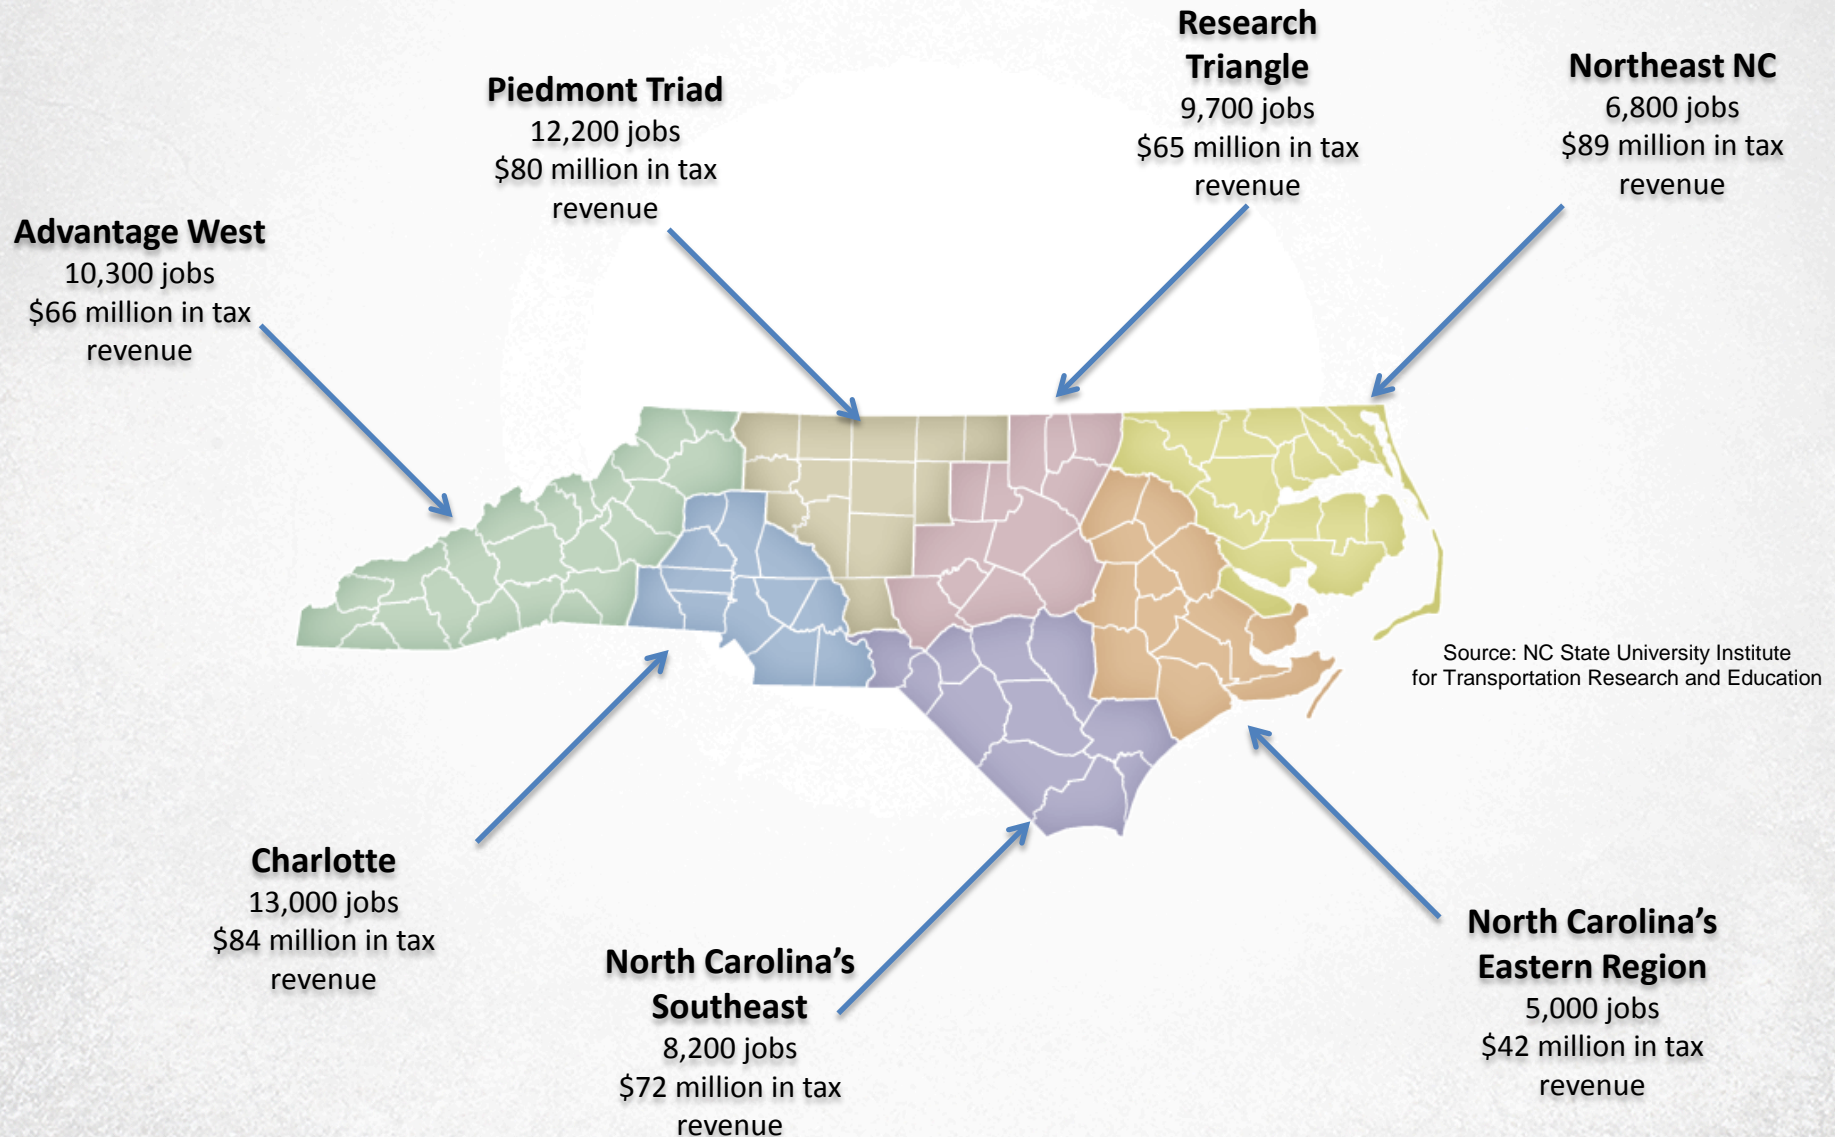 Research
Triangle
9,700 jobs
$65 million in tax
revenue
Northeast NC
6,800 jobs
$89 million in tax
revenue
Piedmont Triad
12,200 jobs
$80 million in tax
revenue
Advantage West
10,300 jobs
$66 million in tax
revenue
Source: NC State University Institute
for Transportation Research and Education
Charlotte
13,000 jobs
$84 million in tax
revenue
North Carolina’s
Southeast
8,200 jobs
$72 million in tax
revenue
North Carolina’s
Eastern Region
5,000 jobs
$42 million in tax
revenue